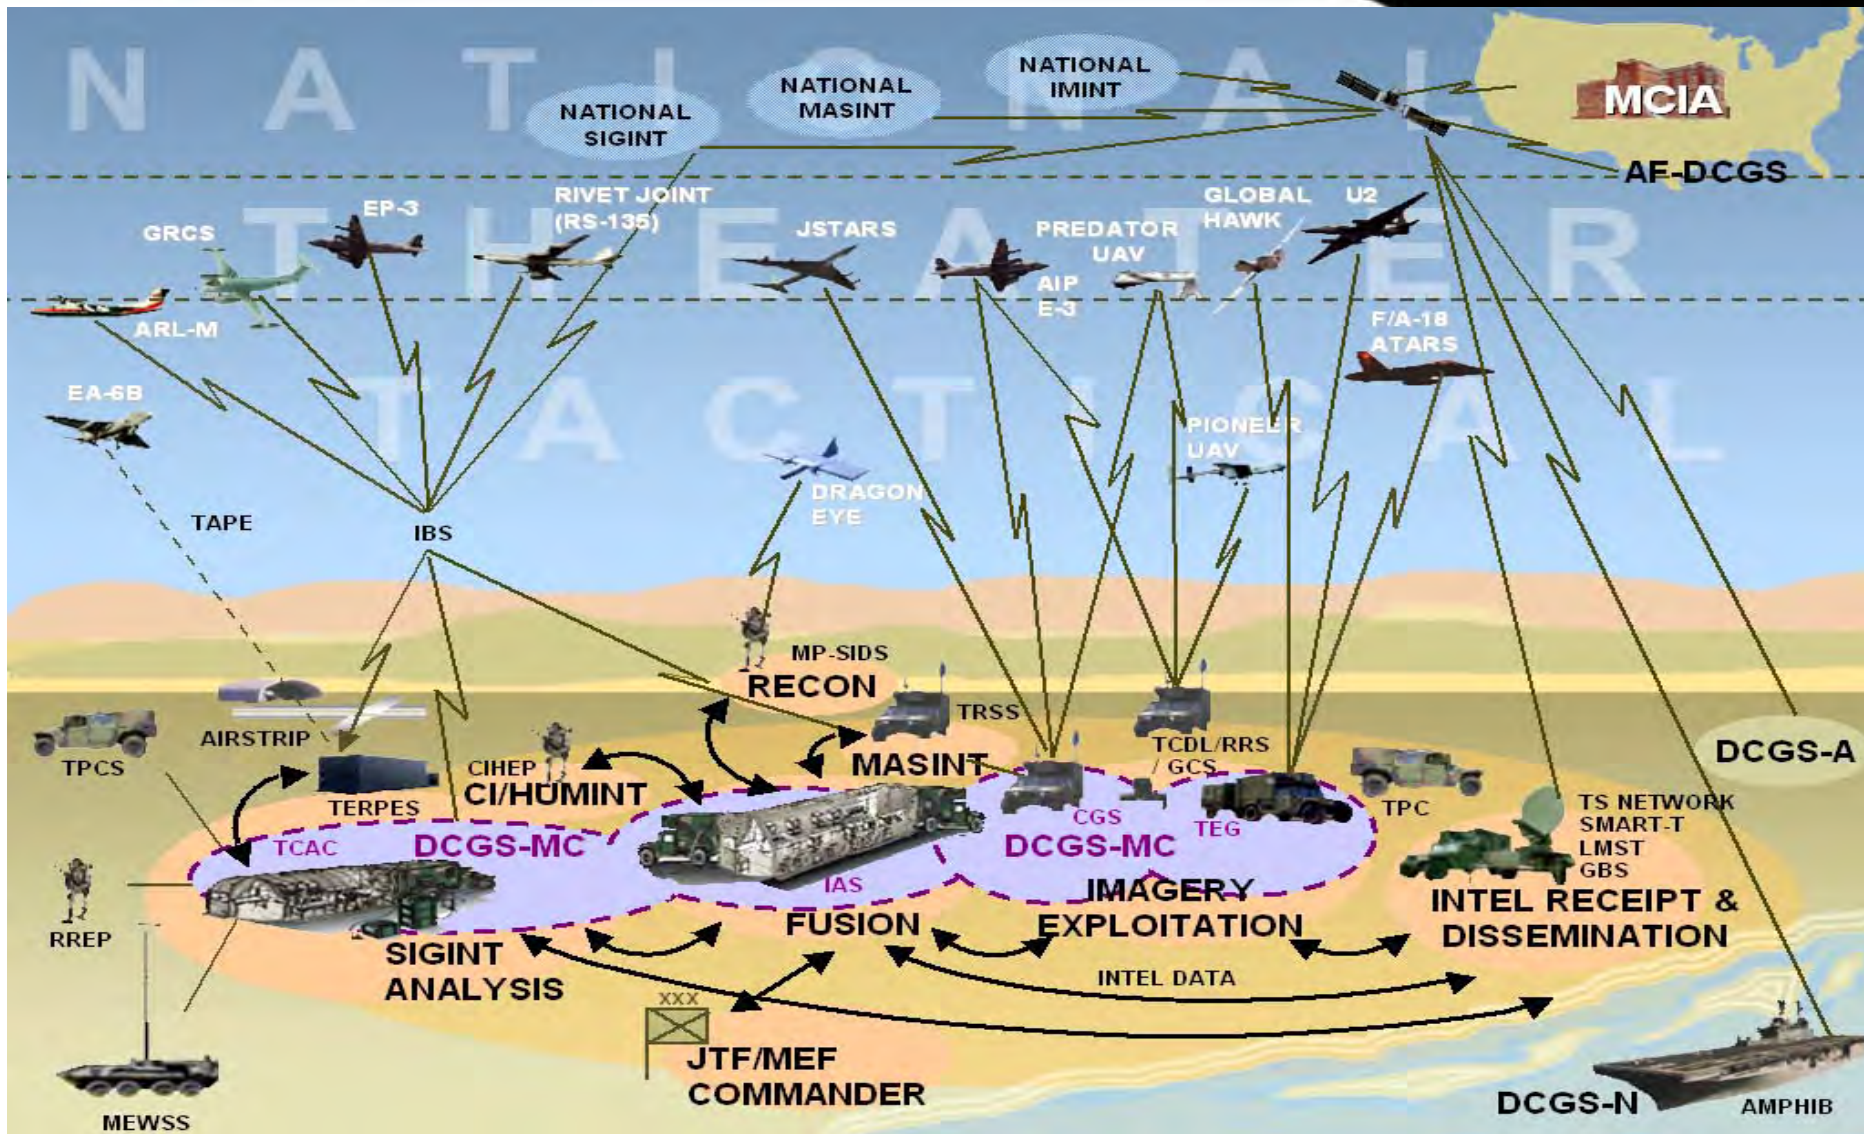 NATIONAL
NATIONAL
IMINT
NATIONAL
MASINT
NATIONAL
SIGINT
MCIA
AF-DCGS
THEATER
RIVET JOINT
(RS-135)
EP-3
GRCS
JSTARS
PREDATOR
UAV
GLOBAL
HAWK
U2
AIP
E-3
ARL-M
F/A-18
ATARS
TACTICAL
EA-6B
PIONEER
UAV
DRAGON
EYE
TAPE
IBS
MP-SIDS
RECON
TRSS
AIRSTRIP
TPCS
TCDL/RRS
/ GCS
DCGS-A
MASINT
CIHEP
CI/HUMINT
TERPES
TPC
TS NETWORK
SMART-T
LMST
GBS
TCAC
DCGS-MC
CGS
TEG
DCGS-MC
IAS
IMAGERY
EXPLOITATION
FUSION
INTEL RECEIPT &
DISSEMINATION
RREP
SIGINT
ANALYSIS
INTEL DATA
XXX
JTF/MEF
COMMANDER
MEWSS
DCGS-N
AMPHIB